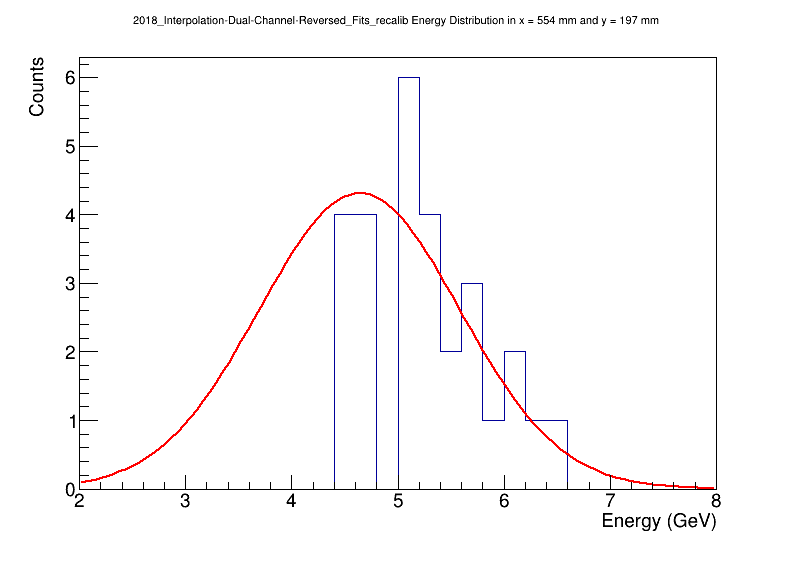 2018_Interpolation-Dual-Channel-Reversed_Fits_recalib Energy Distribution in x = 554 mm and y = 197 mm
Counts
6
5
4
3
2
1
0
2 3 4 5 6 7 8
Energy (GeV)